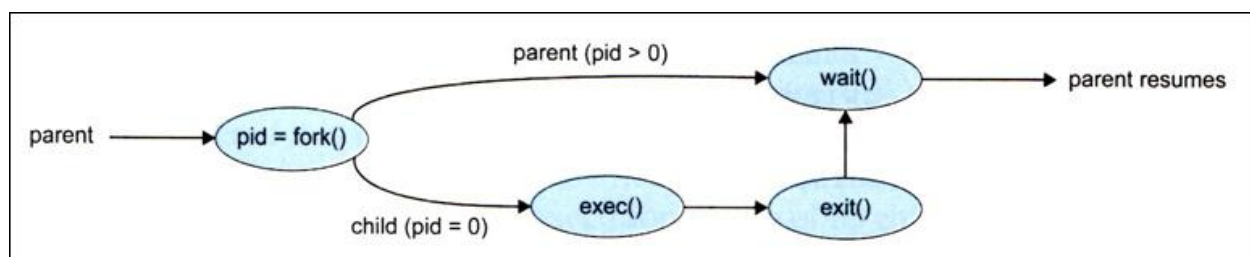 parent (pid > 0)
wait()
parent resumes
parent
pid = fork()
exec()
exit()
child (pid = 0)